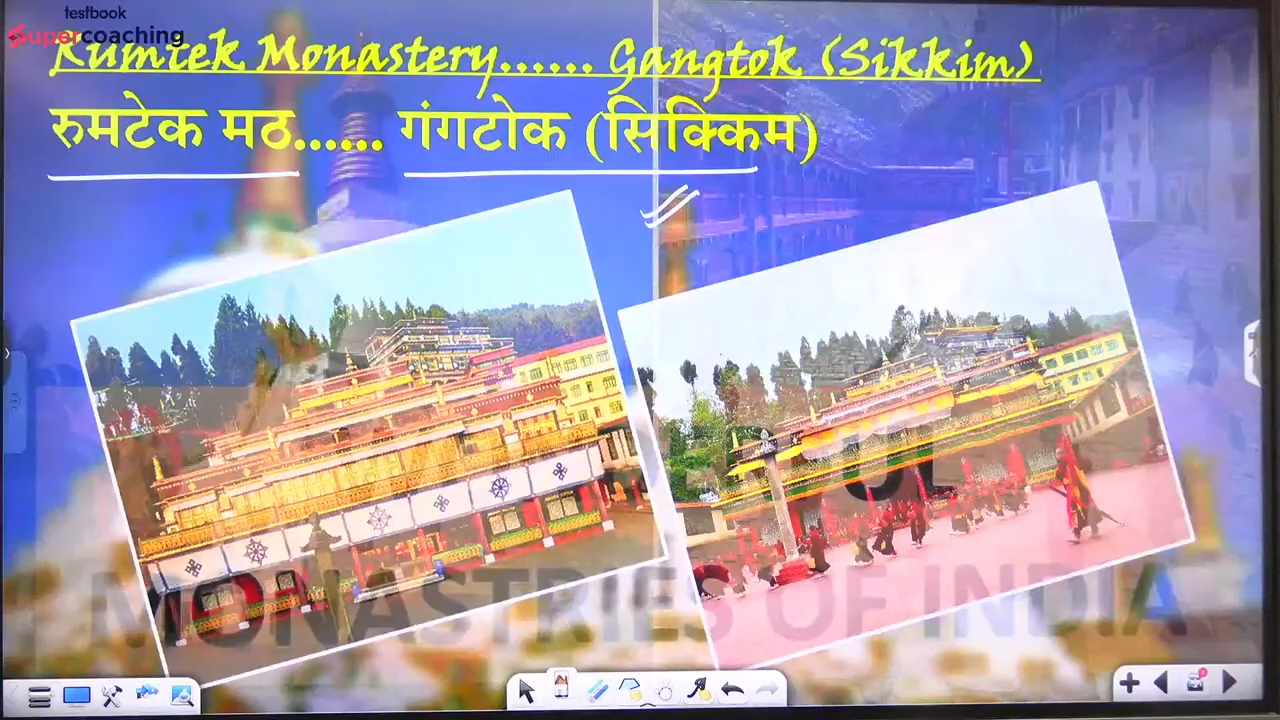 testbook
Supercoaching
Rumtek Monastery...... Gangtok (Sikkim)
रुमटेक मठ...... गंगटोक (सिक्किम)
MONASTRIES OF INDIA